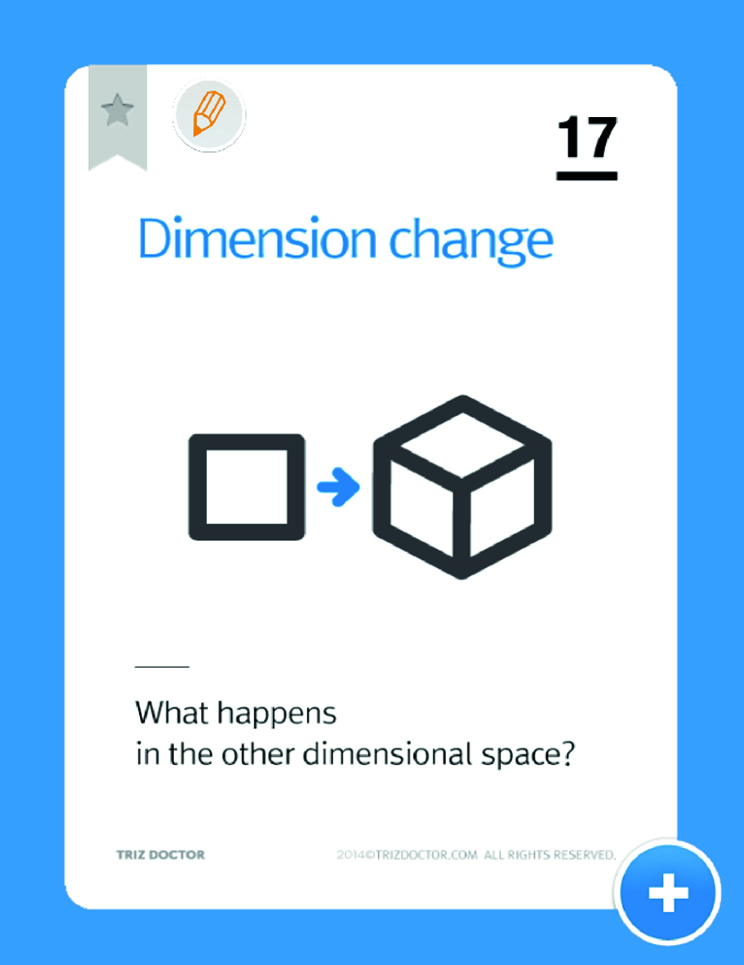 17
Dimension change
What happens
in the other dimensional space?
TRIZ DOCTOR
2014©TRIZDOCTOR.COM ALL RIGHTS RESERVED.